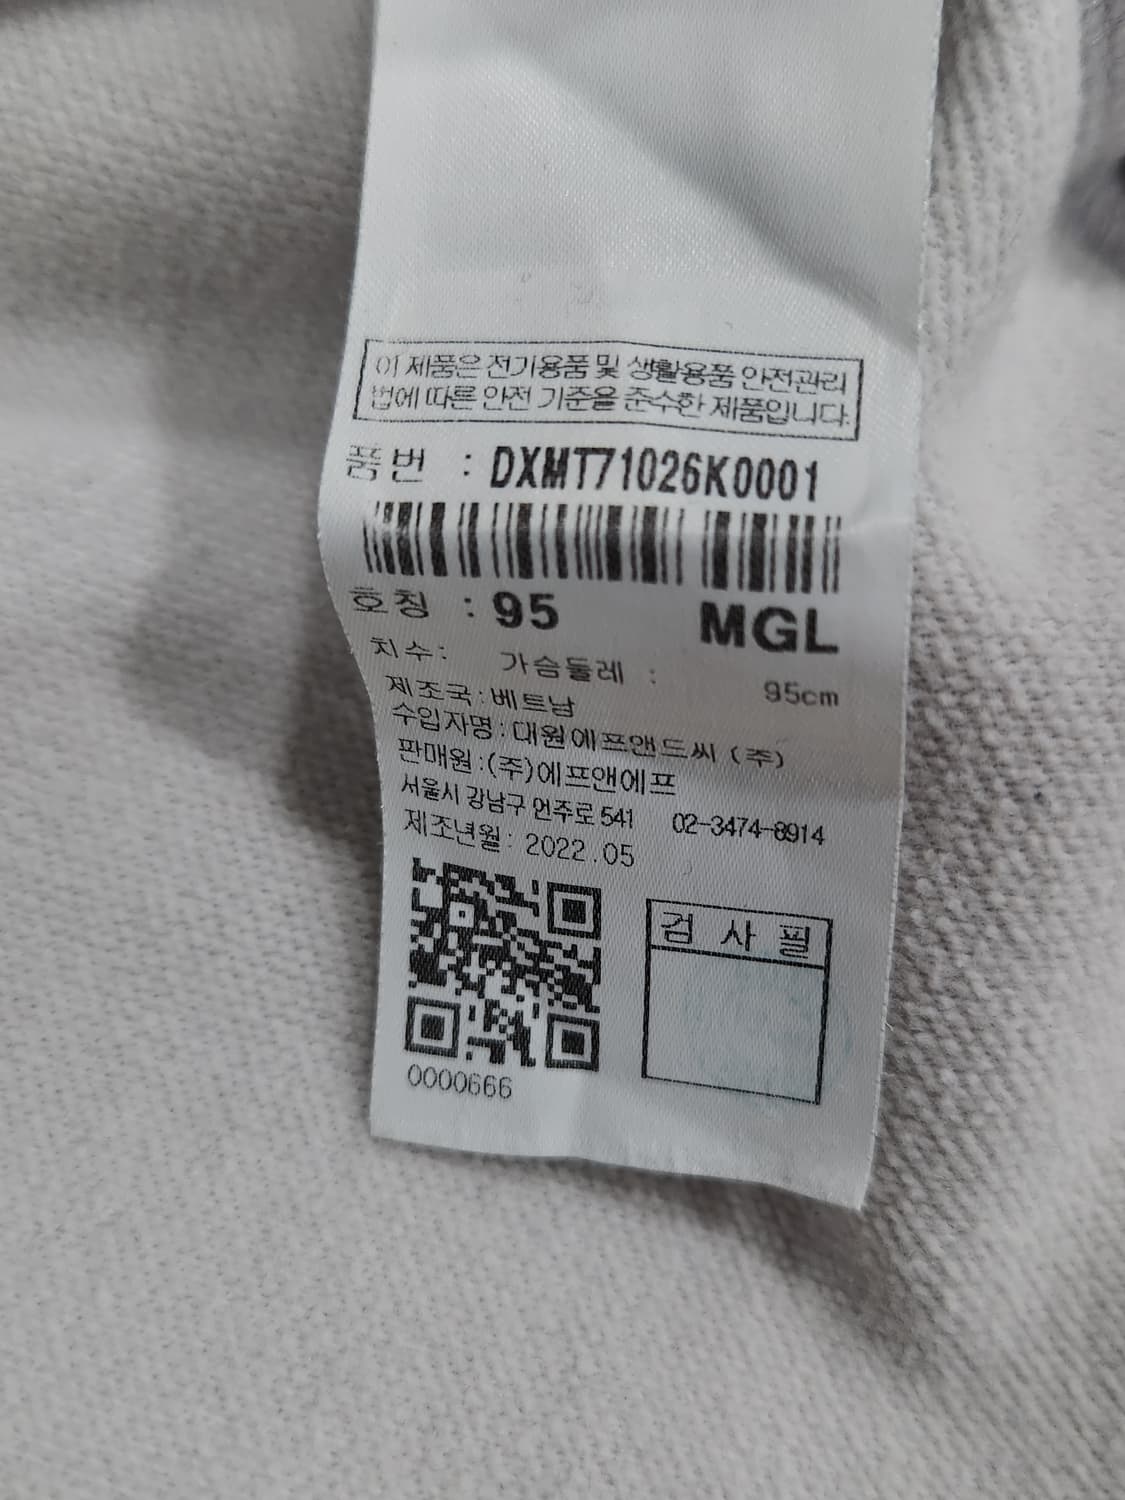 이 제품은 전기용품 및 생활용품 안전관리
법에 따른 안전 기준을 준수한 제품입니다.
품번 : DXMT71026K0001
호칭 : 95 MGL
치수: 가슴둘레 : 95cm
제조국:베트남
수입자명:대원에프앤드씨 (주)
판매원:(주)에프앤에프
서울시 강남구 언주로 541 02-3474-8914
제조년월: 2022.05
검 사 필
0000666